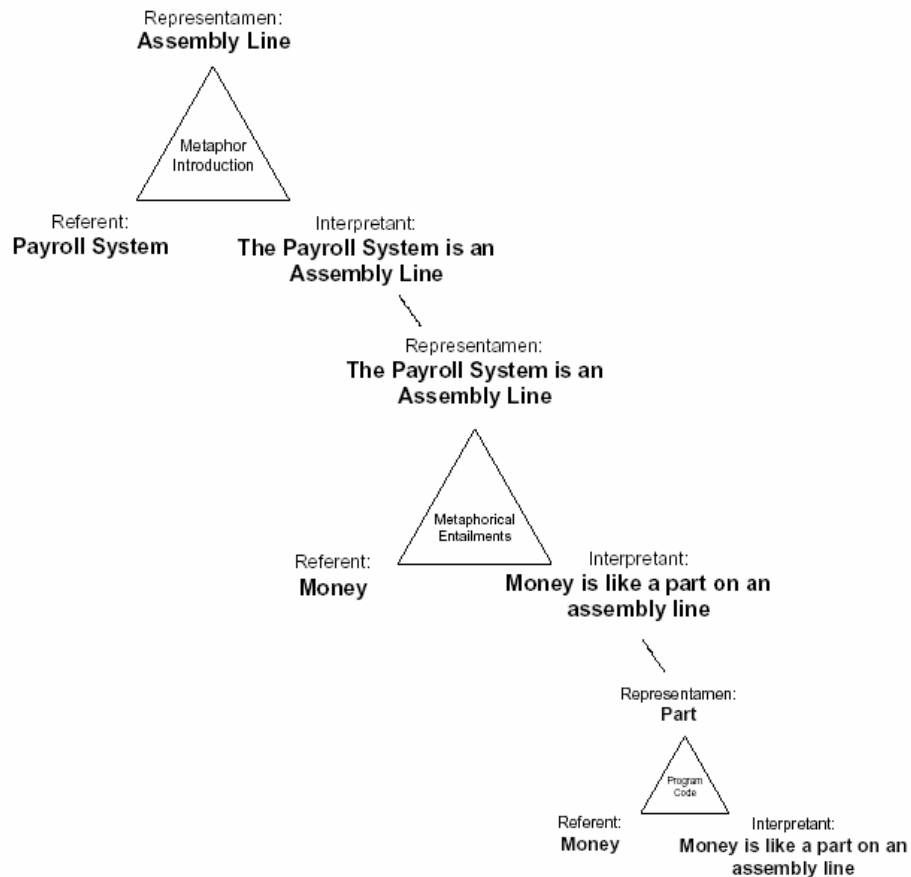 Representamen:
Assembly Line
Metaphor
Introduction
Referent:
Payroll System
Interpretant:
The Payroll System is an
Assembly Line
Representamen:
The Payroll System is an
Assembly Line
Metaphorical
Entailments
Referent:
Money
Interpretant:
Money is like a part on an
assembly line
Representamen:
Part
Program
Code
Referent:
Money
Interpretant:
Money is like a part on an
assembly line